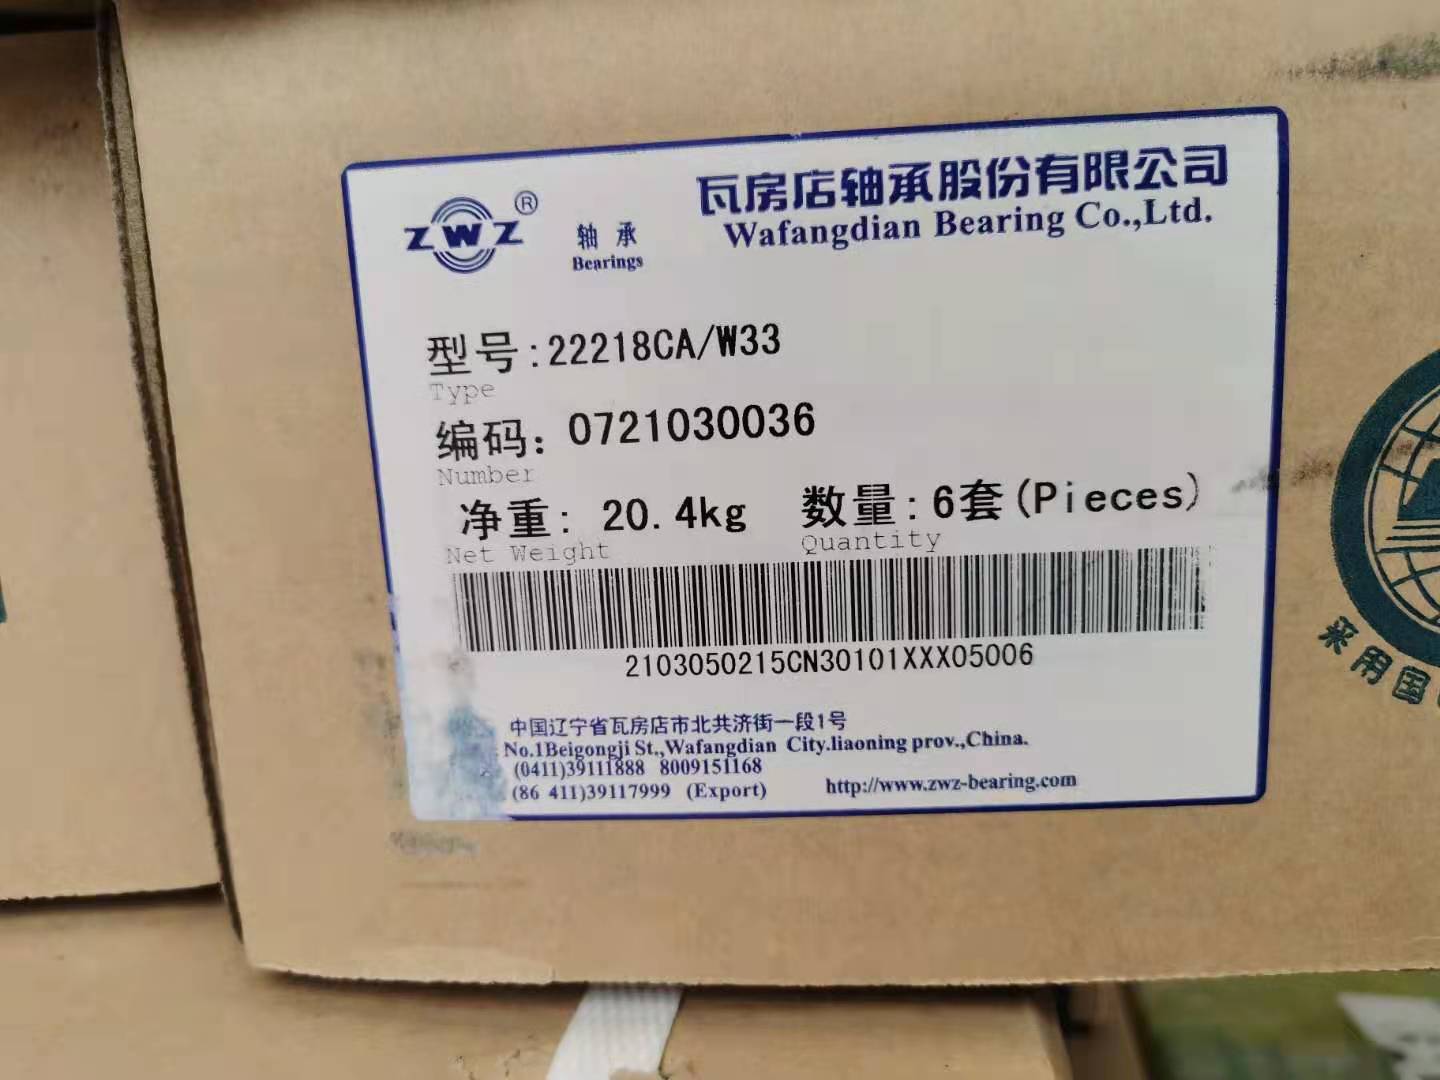 ZWZ®
轴承
Bearings
瓦房店轴承股份有限公司
Wafangdian Bearing Co.,Ltd.
型号:22218CA/W33
Type
编码: 0721030036
Number
净重: 20.4kg 数量:6套(Pieces)
Net Weight Quantity
2103050215CN30101XXX05006
中国辽宁省瓦房店市北共济街一段1号
No.1Beigongji St.,Wafangdian City.liaoning prov.,China.
(0411)39111888 8009151168
(86 411)39117999 (Export) http://www.zwz-bearing.com
采用国